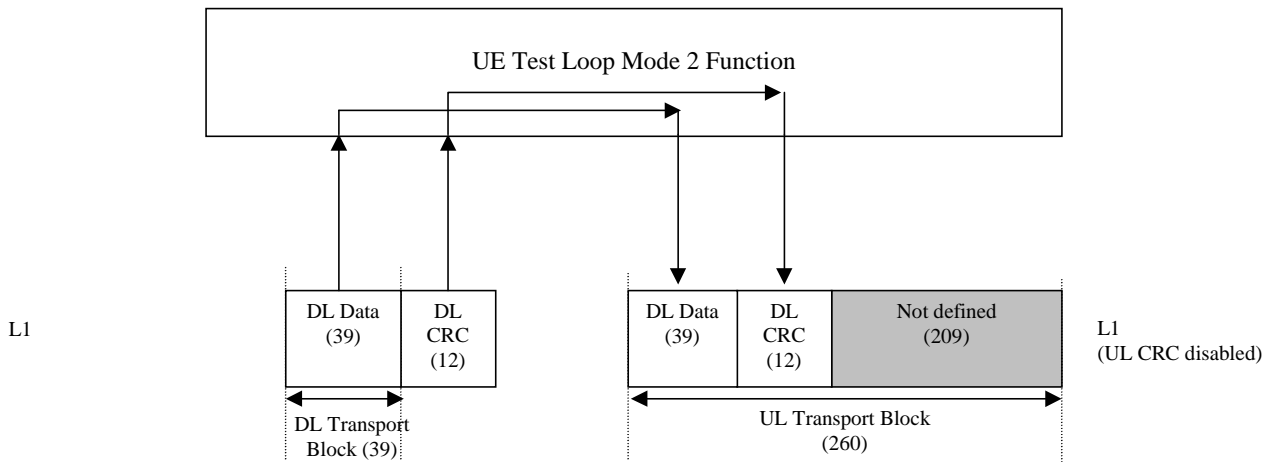 UE Test Loop Mode 2 Function
L1
DL Data
(39)
DL
CRC
(12)
DL Transport
Block (39)
DL Data
(39)
DL
CRC
(12)
Not defined
(209)
UL Transport Block
(260)
L1
(UL CRC disabled)